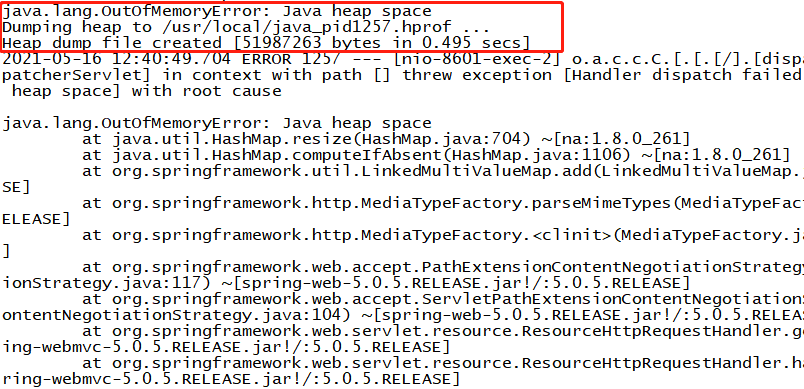 java.lang.OutOfMemoryError: Java heap space
Dumping heap to /usr/local/java_pid1257.hprof ...
Heap dump file created [51987263 bytes in 0.495 secs]
2021-05-16 12:40:49.704 ERROR 1257 --- [nio-8601-exec-2] o.a.c.c.C.[.[.[/].[dispa
patcherServlet] in context with path [] threw exception [Handler dispatch failed
 heap space] with root cause

java.lang.OutOfMemoryError: Java heap space
        at java.util.HashMap.resize(HashMap.java:704) ~[na:1.8.0_261]
        at java.util.HashMap.computeIfAbsent(HashMap.java:1106) ~[na:1.8.0_261]
        at org.springframework.util.LinkedMultiValueMap.add(LinkedMultiValueMap.j
SE]
        at org.springframework.http.MediaTypeFactory.parseMimeTypes(MediaTypeFact
ELEASE]
        at org.springframework.http.MediaTypeFactory.<clinit>(MediaTypeFactory.ja
]
        at org.springframework.web.accept.PathExtensionContentNegotiationStrategy
ionStrategy.java:117) ~[spring-web-5.0.5.RELEASE.jar!/:5.0.5.RELEASE]
        at org.springframework.web.accept.ServletPathExtensionContentNegotiationS
ontentNegotiationStrategy.java:104) ~[spring-web-5.0.5.RELEASE.jar!/:5.0.5.RELEAS
        at org.springframework.web.servlet.resource.ResourceHttpRequestHandler.ge
ing-webmvc-5.0.5.RELEASE.jar!/:5.0.5.RELEASE]
        at org.springframework.web.servlet.resource.ResourceHttpRequestHandler.ha
ring-webmvc-5.0.5.RELEASE.jar!/:5.0.5.RELEASE]